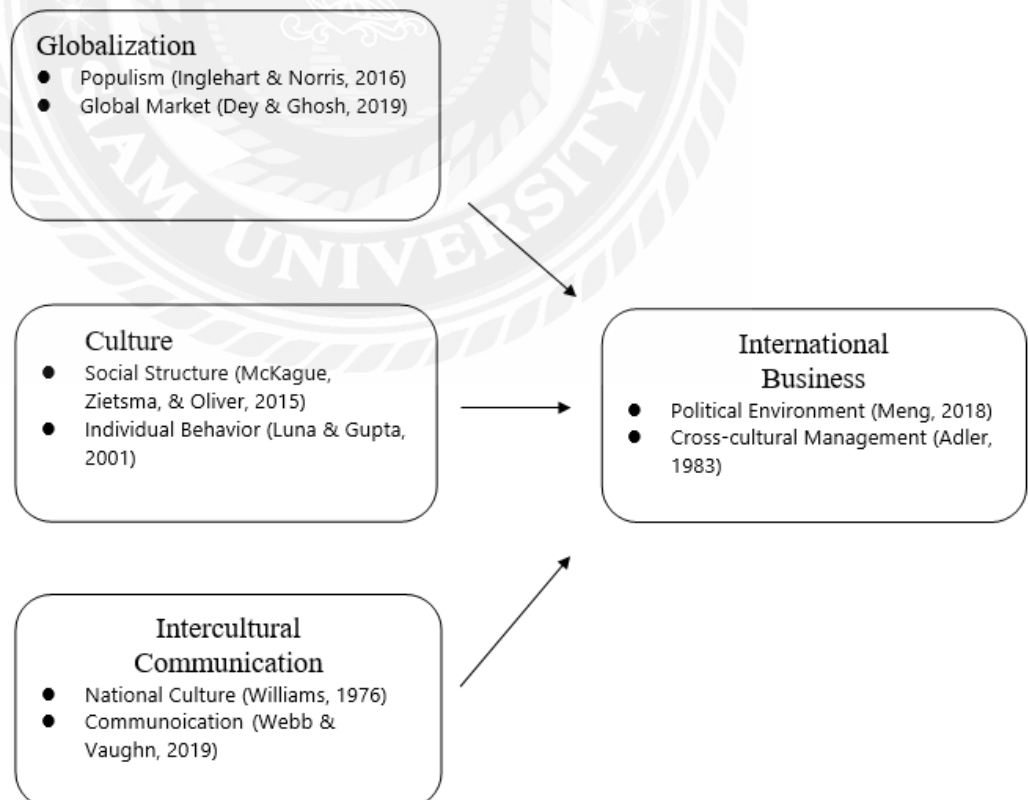 Globalization
● Populism (Inglehart & Norris, 2016)
● Global Market (Dey & Ghosh, 2019)
SIAM UNIVERSITY
Culture
● Social Structure (McKague,
Zietsma, & Oliver, 2015)
● Individual Behavior (Luna & Gupta,
2001)
International
Business
● Political Environment (Meng, 2018)
● Cross-cultural Management (Adler,
1983)
Intercultural
Communication
● National Culture (Williams, 1976)
● Communoication (Webb &
Vaughn, 2019)